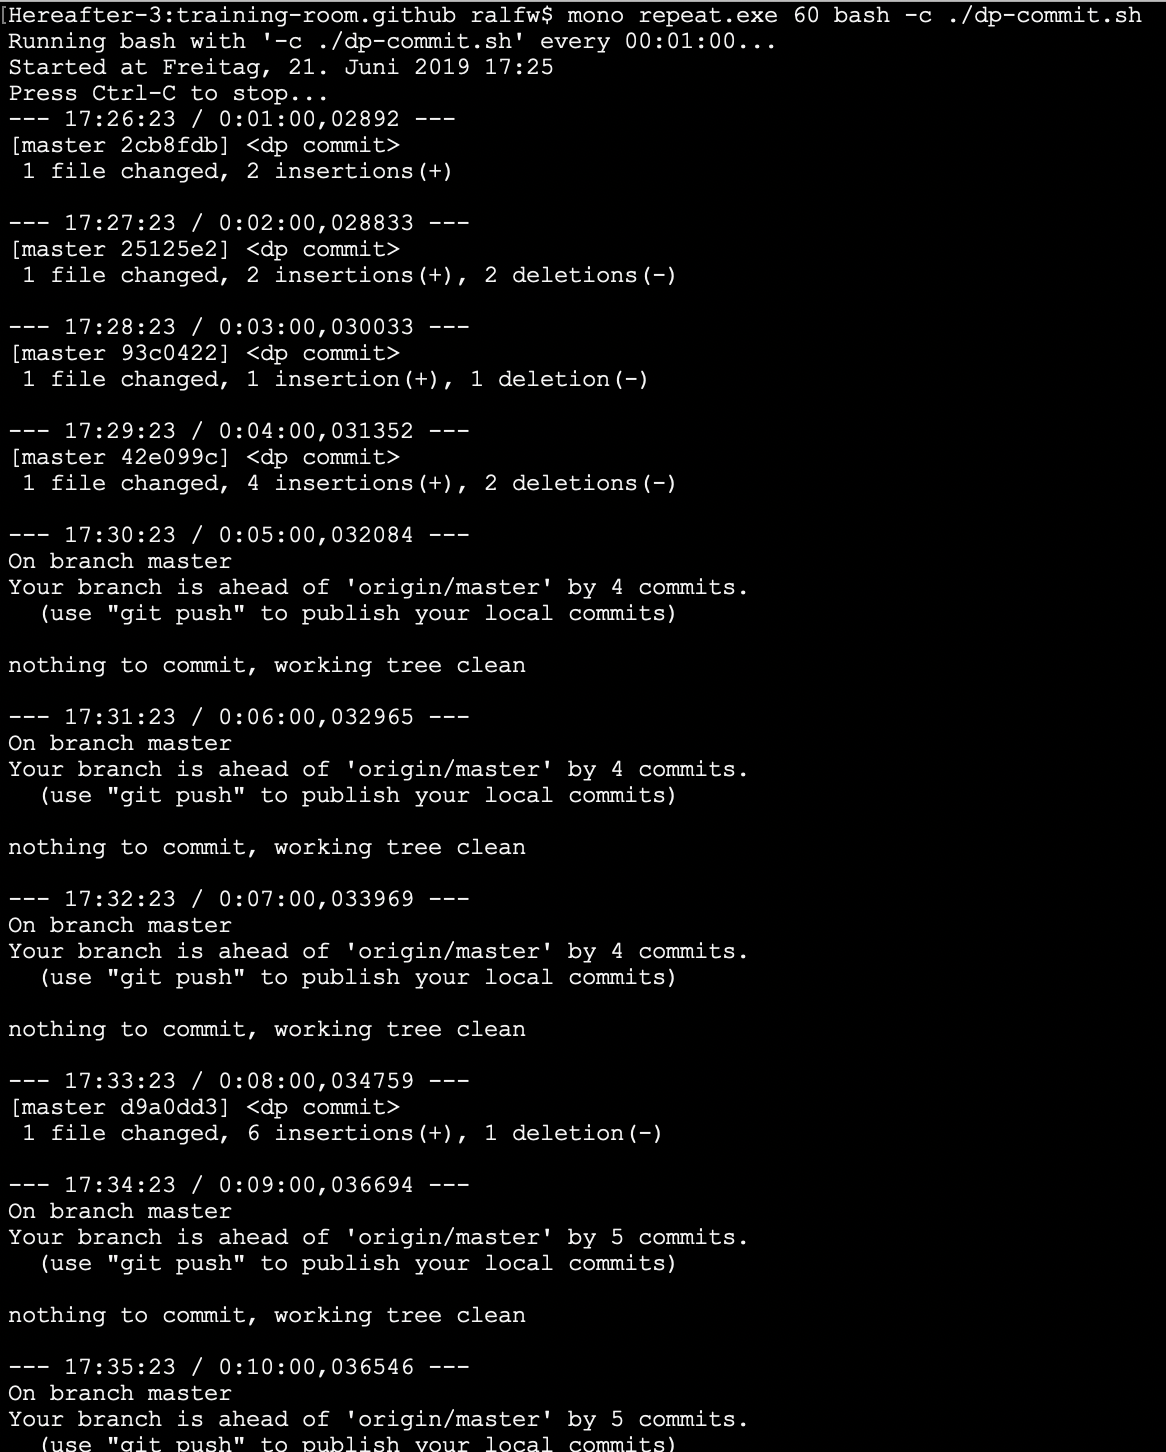 [Hereafter-3:training-room.github ralfw$ mono repeat.exe 60 bash -c ./dp-commit.sh
Running bash with '-c ./dp-commit.sh' every 00:01:00...
Started at Freitag, 21. Juni 2019 17:25
Press Ctrl-C to stop...
--- 17:26:23 / 0:01:00,02892 ---
[master 2cb8fdb] <dp commit>
 1 file changed, 2 insertions(+)

--- 17:27:23 / 0:02:00,028833 ---
[master 25125e2] <dp commit>
 1 file changed, 2 insertions(+), 2 deletions(-)

--- 17:28:23 / 0:03:00,030033 ---
[master 93c0422] <dp commit>
 1 file changed, 1 insertion(+), 1 deletion(-)

--- 17:29:23 / 0:04:00,031352 ---
[master 42e099c] <dp commit>
 1 file changed, 4 insertions(+), 2 deletions(-)

--- 17:30:23 / 0:05:00,032084 ---
On branch master
Your branch is ahead of 'origin/master' by 4 commits.
  (use "git push" to publish your local commits)

nothing to commit, working tree clean

--- 17:31:23 / 0:06:00,032965 ---
On branch master
Your branch is ahead of 'origin/master' by 4 commits.
  (use "git push" to publish your local commits)

nothing to commit, working tree clean

--- 17:32:23 / 0:07:00,033969 ---
On branch master
Your branch is ahead of 'origin/master' by 4 commits.
  (use "git push" to publish your local commits)

nothing to commit, working tree clean

--- 17:33:23 / 0:08:00,034759 ---
[master d9a0dd3] <dp commit>
 1 file changed, 6 insertions(+), 1 deletion(-)

--- 17:34:23 / 0:09:00,036694 ---
On branch master
Your branch is ahead of 'origin/master' by 5 commits.
  (use "git push" to publish your local commits)

nothing to commit, working tree clean

--- 17:35:23 / 0:10:00,036546 ---
On branch master
Your branch is ahead of 'origin/master' by 5 commits.
  (use "git push" to publish your local commits)